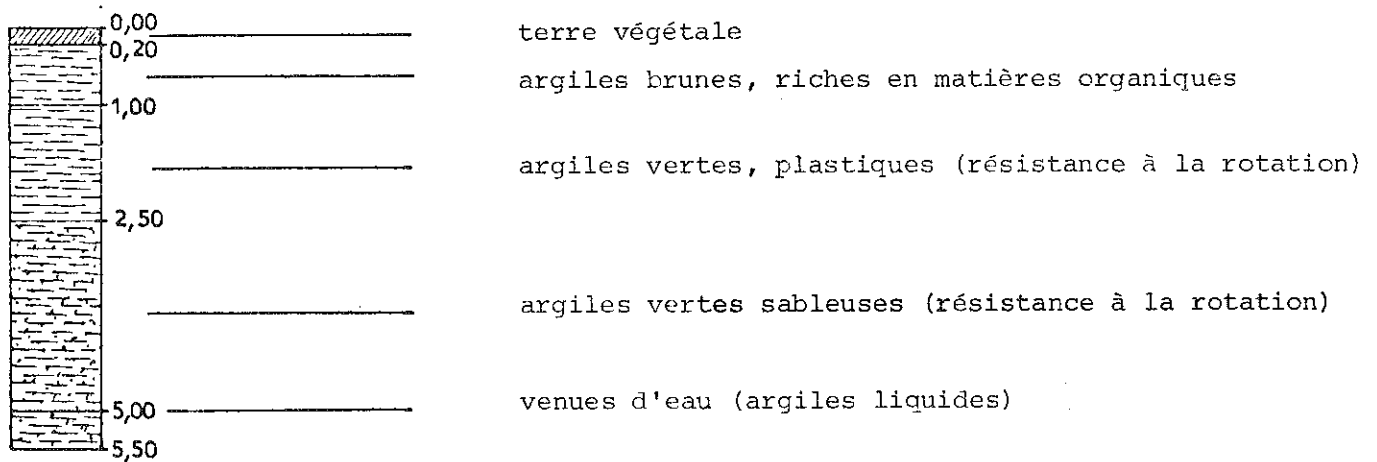 0,00
terre végétale
0,20
argiles brunes, riches en matières organiques
1,00
argiles vertes, plastiques (résistance à la rotation)
2,50
argiles vertes sableuses (résistance à la rotation)
5,00
venues d'eau (argiles liquides)
5,50